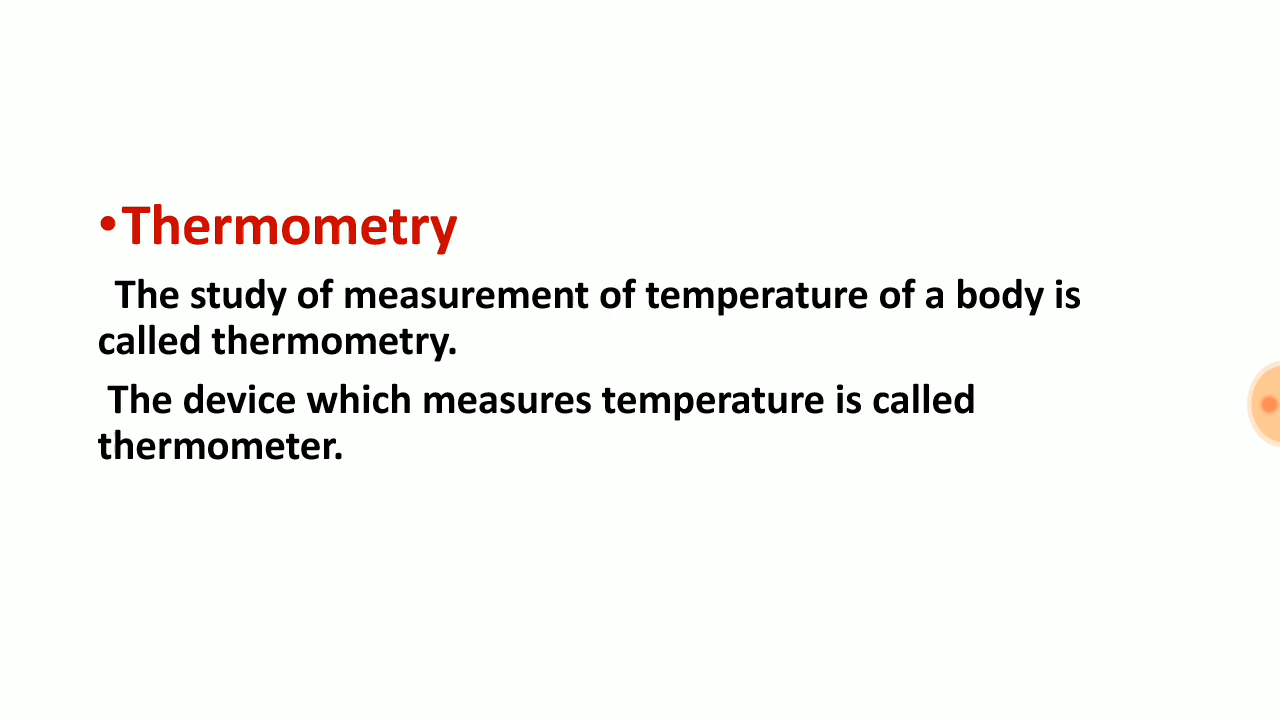 •Thermometry
The study of measurement of temperature of a body is
called thermometry.
The device which measures temperature is called
thermometer.